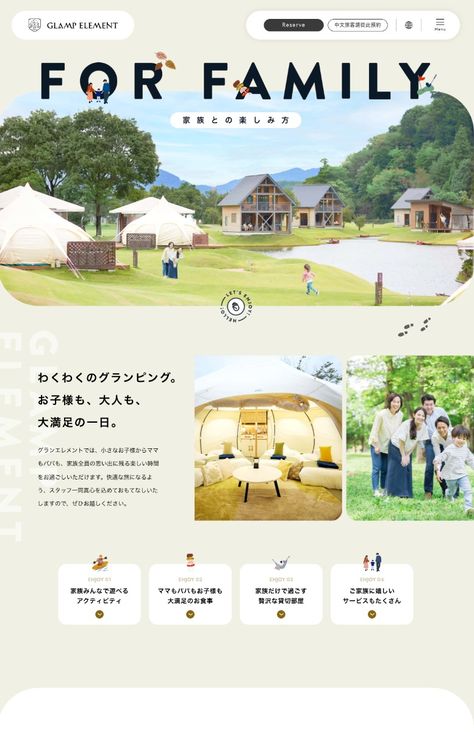 GLAMP ELEMENT
Reserve
中文旅客請從此預約
Menu
FOR FAMILY
家族との楽しみ方
LET'S ENJOY!
HELLO!
GLAMP
ELEMENT
わくわくのグランピング。
お子様も、大人も、
大満足の一日。
グランエレメントでは、小さなお子様からママ
もパパも、家族全員の思い出に残る楽しい時間
をお過ごしいただけます。快適な旅になるよ
う、スタッフ一同真心を込めておもてなしいた
しますので、ぜひお越しください。
ENJOY 01
家族みんなで遊べる
アクティビティ
ENJOY 02
ママもパパもお子様も
大満足のお食事
ENJOY 03
家族だけで過ごす
贅沢な貸切部屋
ENJOY 04
ご家族に嬉しい
サービスもたくさん